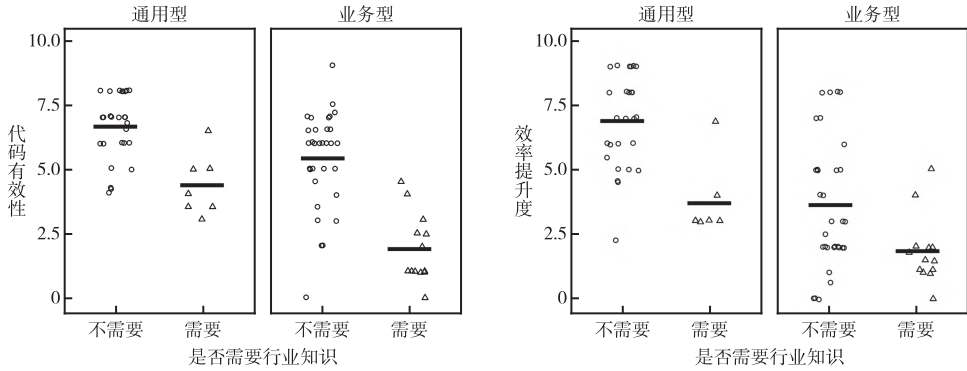 通用型
业务型
10.0
7.5
5.0
2.5
0
代码有效性
不需要
需要
不需要
需要
是否需要行业知识
通用型
业务型
10.0
7.5
5.0
2.5
0
效率提升度
不需要
需要
不需要
需要
是否需要行业知识